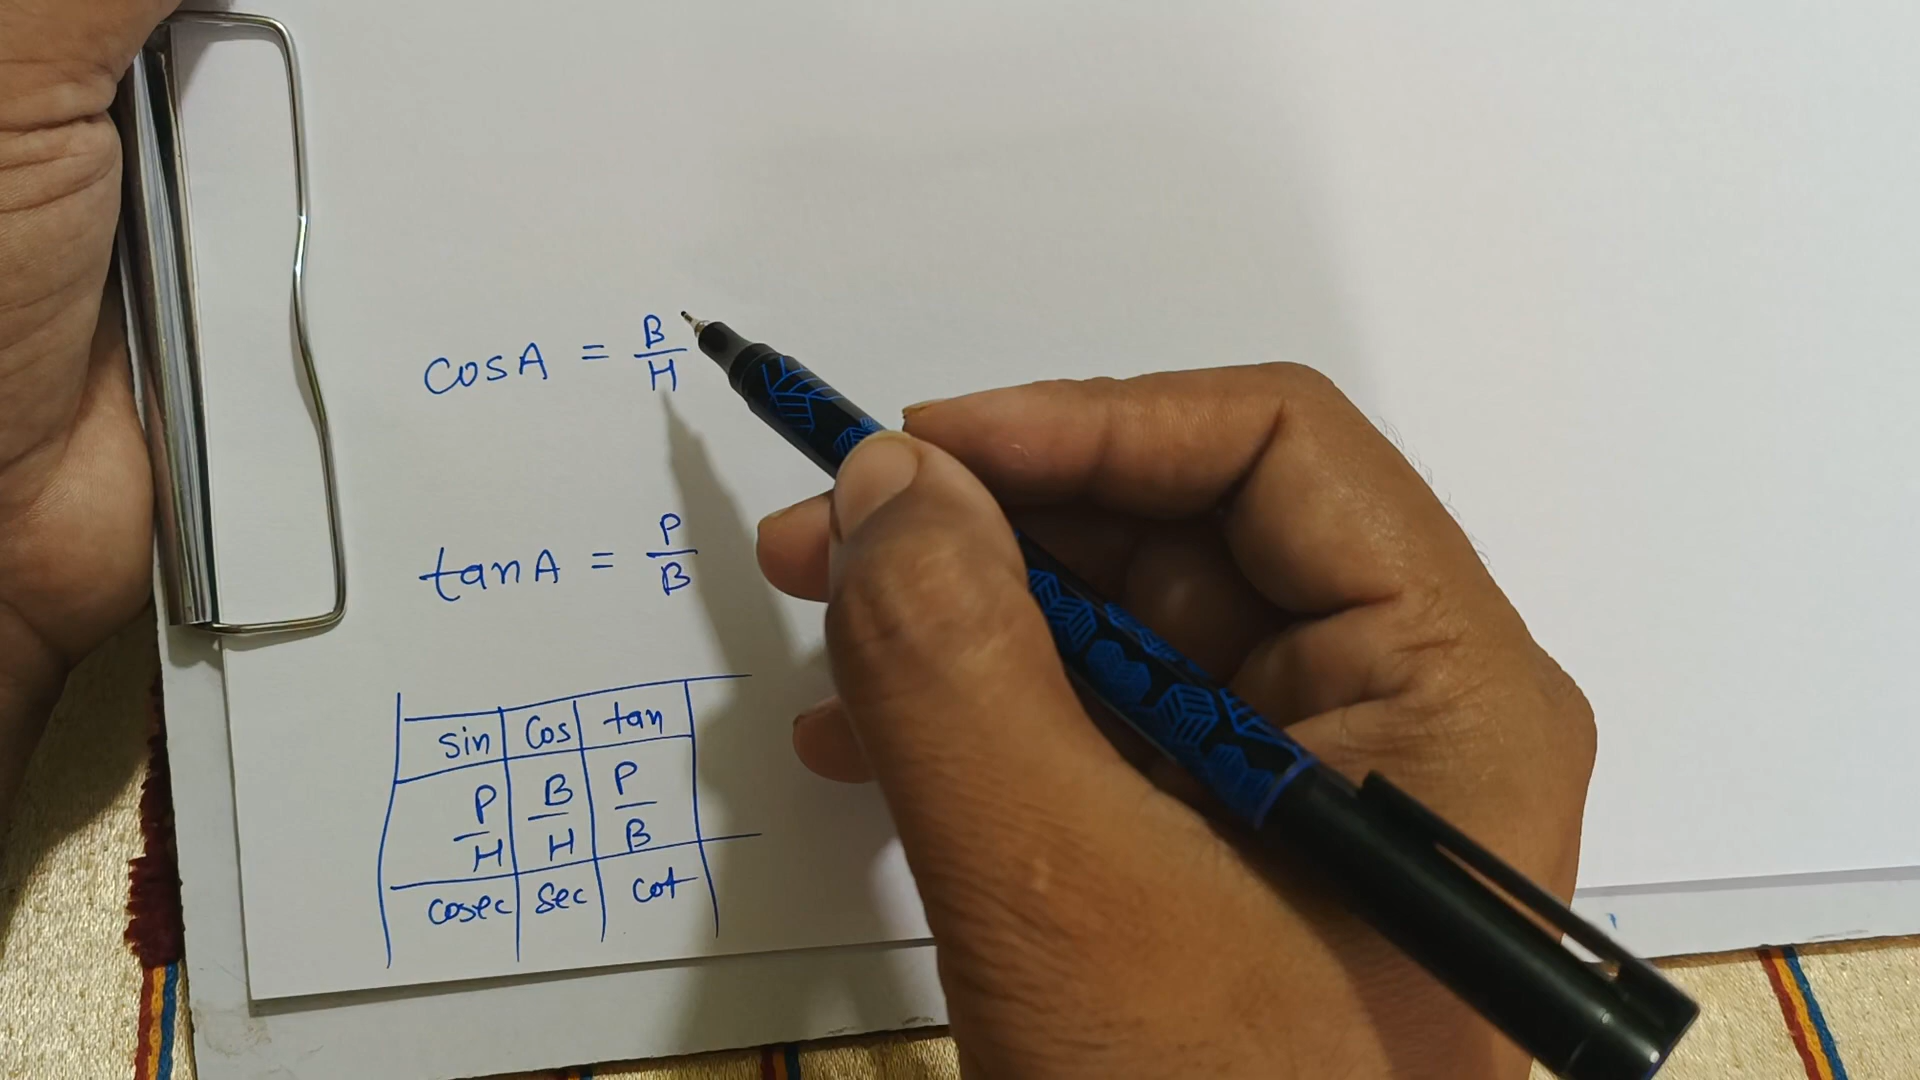 cosA = B/H
tanA = P/B
sin cos tan
P/H B/H P/B
cosec sec cot